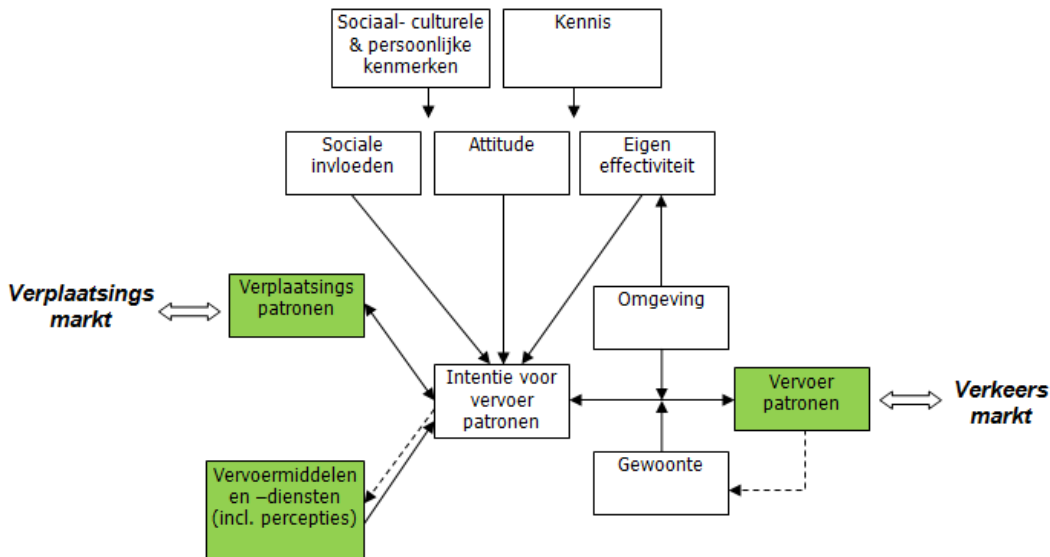 Sociaal- culturele
& persoonlijke
kenmerken
Kennis
Sociale
invloeden
Attitude
Eigen
effectiviteit
Verplaatsings
markt
Verplaatsings
patronen
Omgeving
Intentie voor
vervoer
patronen
Vervoer
patronen
Verkeers
markt
Vervoermiddelen
en –diensten
(incl. percepties)
Gewoonte